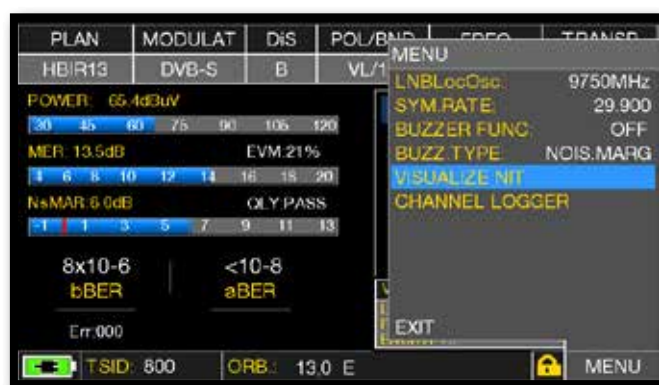 PLAN MODULAT DiS POL/BND FREQ TRANSP
HBIR13 DVB-S B VL/1
POWER: 65.4dBuV
30 45 60 75 90 105 120
MER: 13.5dB EVM:21%
4 6 8 10 12 14 16 18 20
NsMAR:6.0dB QLY PASS
-1 1 3 5 7 9 11 13
8x10-6 <10-8
bBER aBER
Err:000
MENU
LNBLocOsc: 9750MHz
SYM.RATE: 29.900
BUZZER FUNC: OFF
BUZZ.TYPE: NOIS.MARG
VISUALIZE NIT
CHANNEL LOGGER
EXIT
TSID: 800 ORB.: 13,0 E MENU